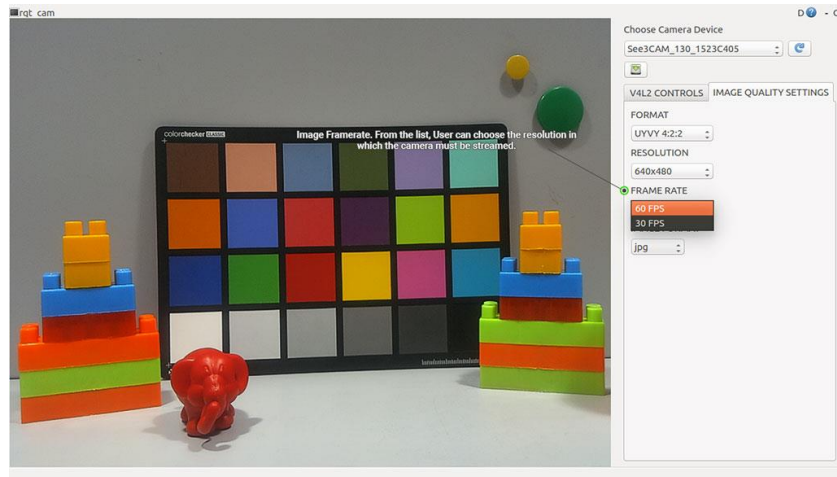 rqt_cam
D
- C
Choose Camera Device
See3CAM_130_1523C405
V4L2 CONTROLS
IMAGE QUALITY SETTINGS
FORMAT
UYVY 4:2:2
RESOLUTION
640x480
FRAME RATE
60 FPS
30 FPS
jpg
colorchecker CLASSIC
Image Framerate. From the list, User can choose the resolution in
which the camera must be streamed.